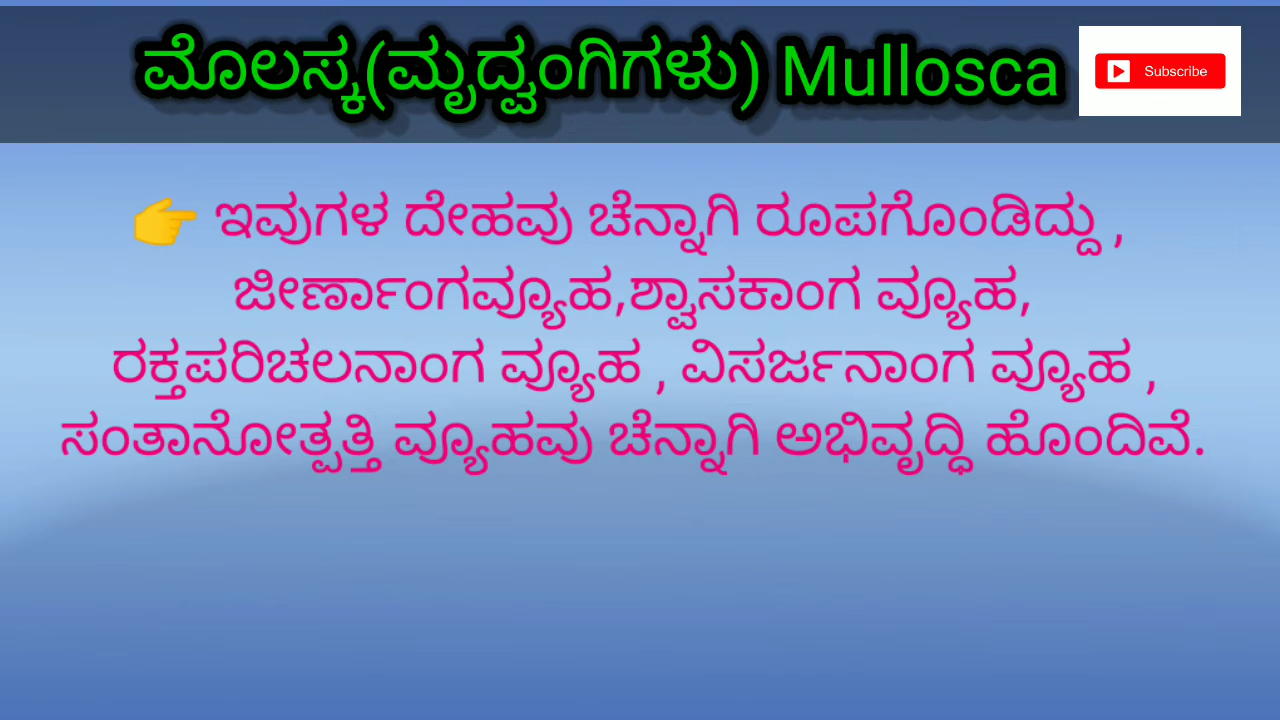 ಮೊಲಸ್ಕ(ಮೃದ್ವಂಗಿಗಳು) Mullosca
Subscribe
👉 ಇವುಗಳ ದೇಹವು ಚೆನ್ನಾಗಿ ರೂಪಗೊಂಡಿದ್ದು ,
ಜೀರ್ಣಾಂಗವ್ಯೂಹ,ಶ್ವಾಸಕಾಂಗ ವ್ಯೂಹ,
ರಕ್ತಪರಿಚಲನಾಂಗ ವ್ಯೂಹ , ವಿಸರ್ಜನಾಂಗ ವ್ಯೂಹ ,
ಸಂತಾನೋತ್ಪತ್ತಿ ವ್ಯೂಹವು ಚೆನ್ನಾಗಿ ಅಭಿವೃದ್ಧಿ ಹೊಂದಿವೆ.